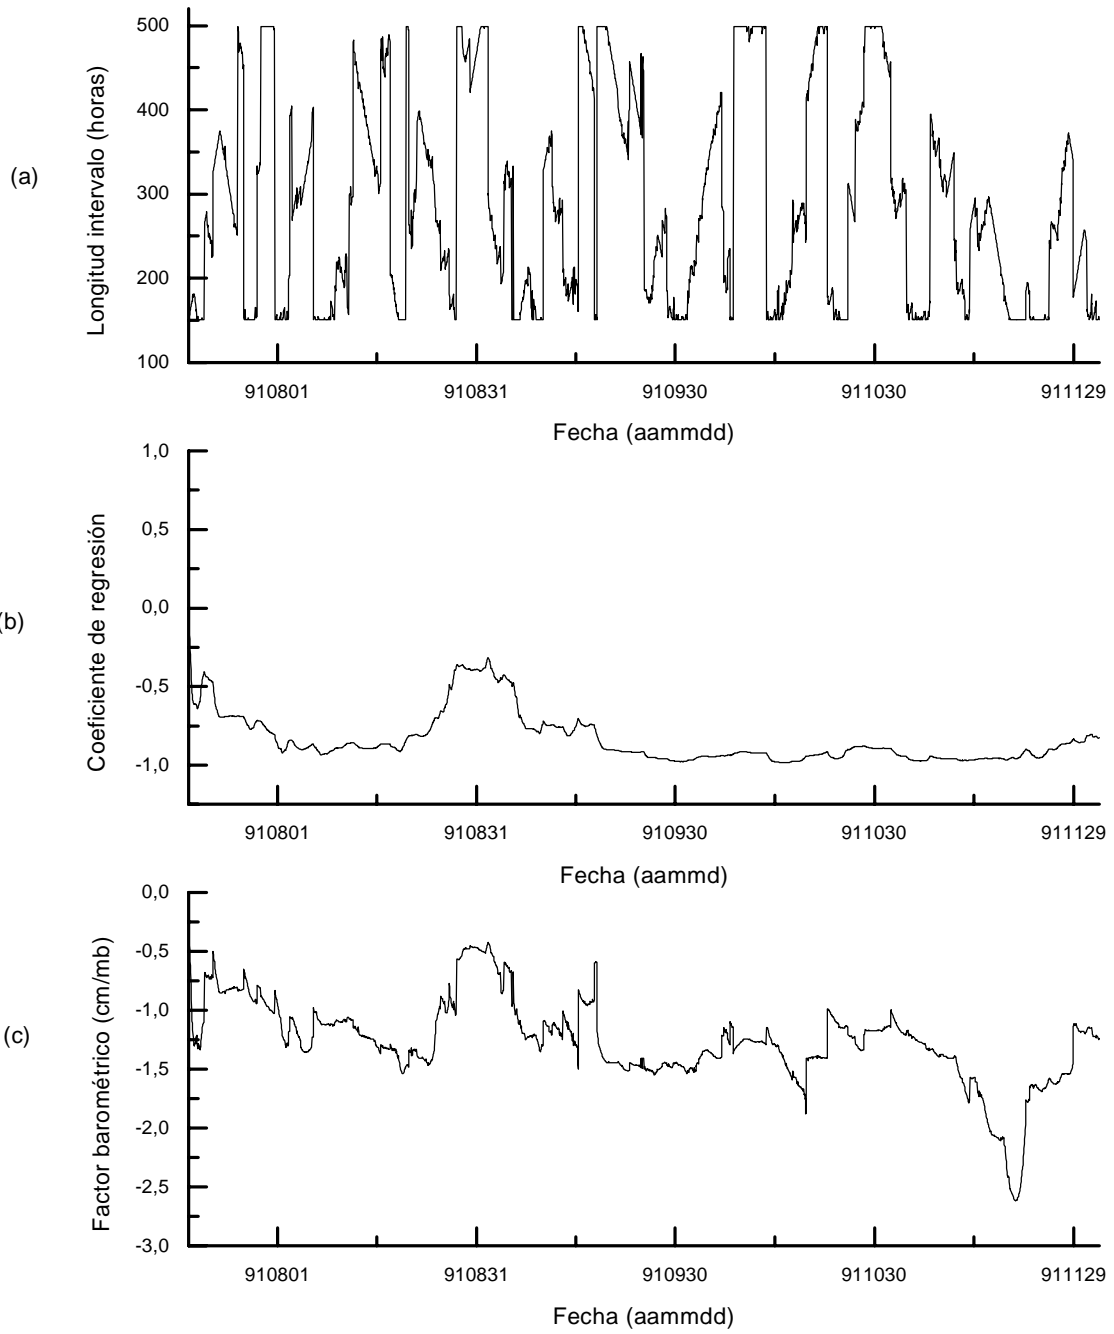 (a)
Longitud intervalo (horas)
500
400
300
200
100
910801 910831 910930 911030 911129
Fecha (aammdd)
(b)
Coeficiente de regresión
1,0
0,5
0,0
-0,5
-1,0
910801 910831 910930 911030 911129
Fecha (aammd)
(c)
Factor barométrico (cm/mb)
0,0
-0,5
-1,0
-1,5
-2,0
-2,5
-3,0
910801 910831 910930 911030 911129
Fecha (aammdd)